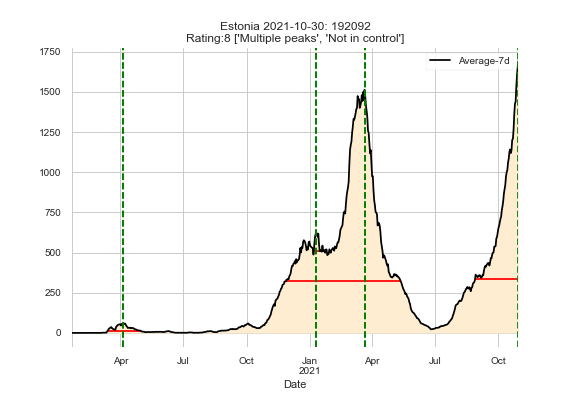 Estonia 2021-10-30: 192092
Rating:8 ['Multiple peaks', 'Not in control']
Average-7d
1750
1500
1250
1000
750
500
250
0
Apr Jul Oct Jan Apr Jul Oct
2021
Date